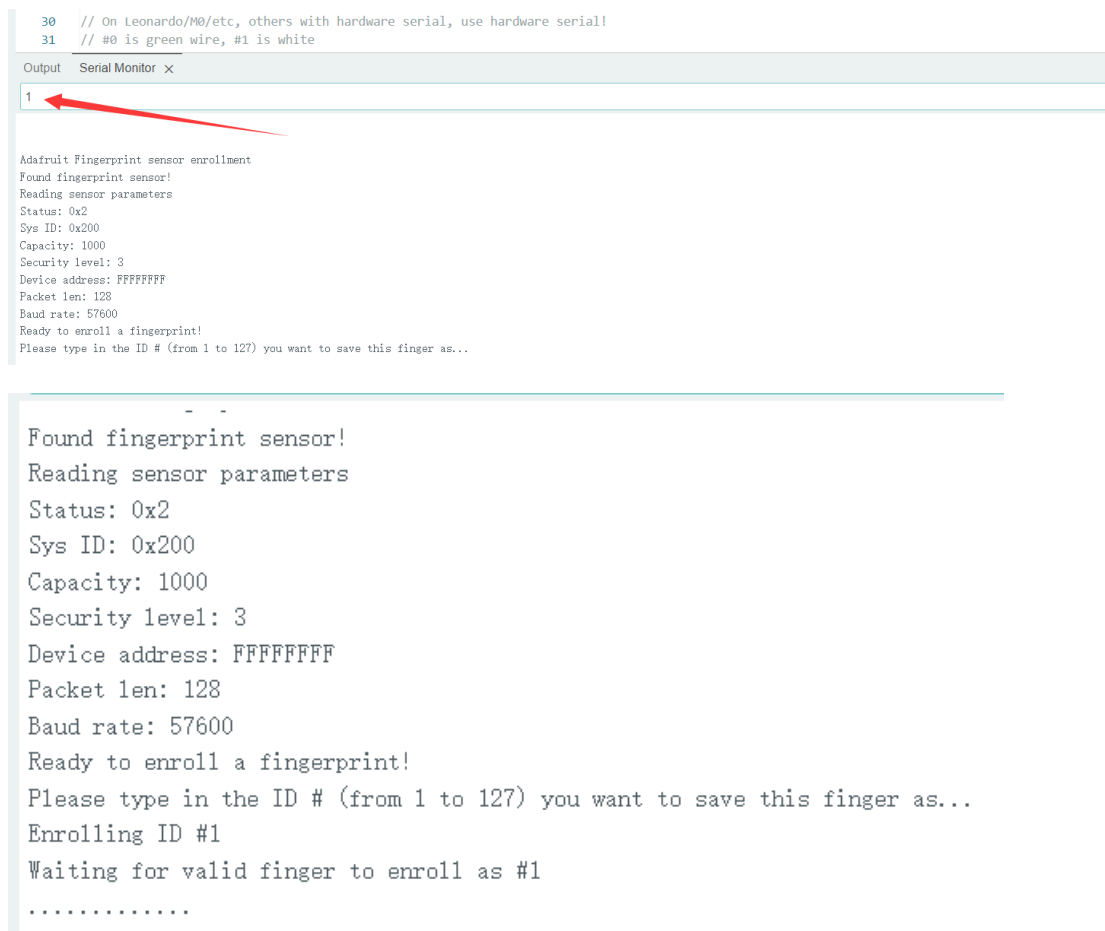 30 // On Leonardo/M0/etc, others with hardware serial, use hardware serial!
31 // #0 is green wire, #1 is white
Output Serial Monitor ×
1
Adafruit Fingerprint sensor enrollment
Found fingerprint sensor!
Reading sensor parameters
Status: 0x2
Sys ID: 0x200
Capacity: 1000
Security level: 3
Device address: FFFFFFFF
Packet len: 128
Baud rate: 57600
Ready to enroll a fingerprint!
Please type in the ID # (from 1 to 127) you want to save this finger as...
Found fingerprint sensor!
Reading sensor parameters
Status: 0x2
Sys ID: 0x200
Capacity: 1000
Security level: 3
Device address: FFFFFFFF
Packet len: 128
Baud rate: 57600
Ready to enroll a fingerprint!
Please type in the ID # (from 1 to 127) you want to save this finger as...
Enrolling ID #1
Waiting for valid finger to enroll as #1
.............